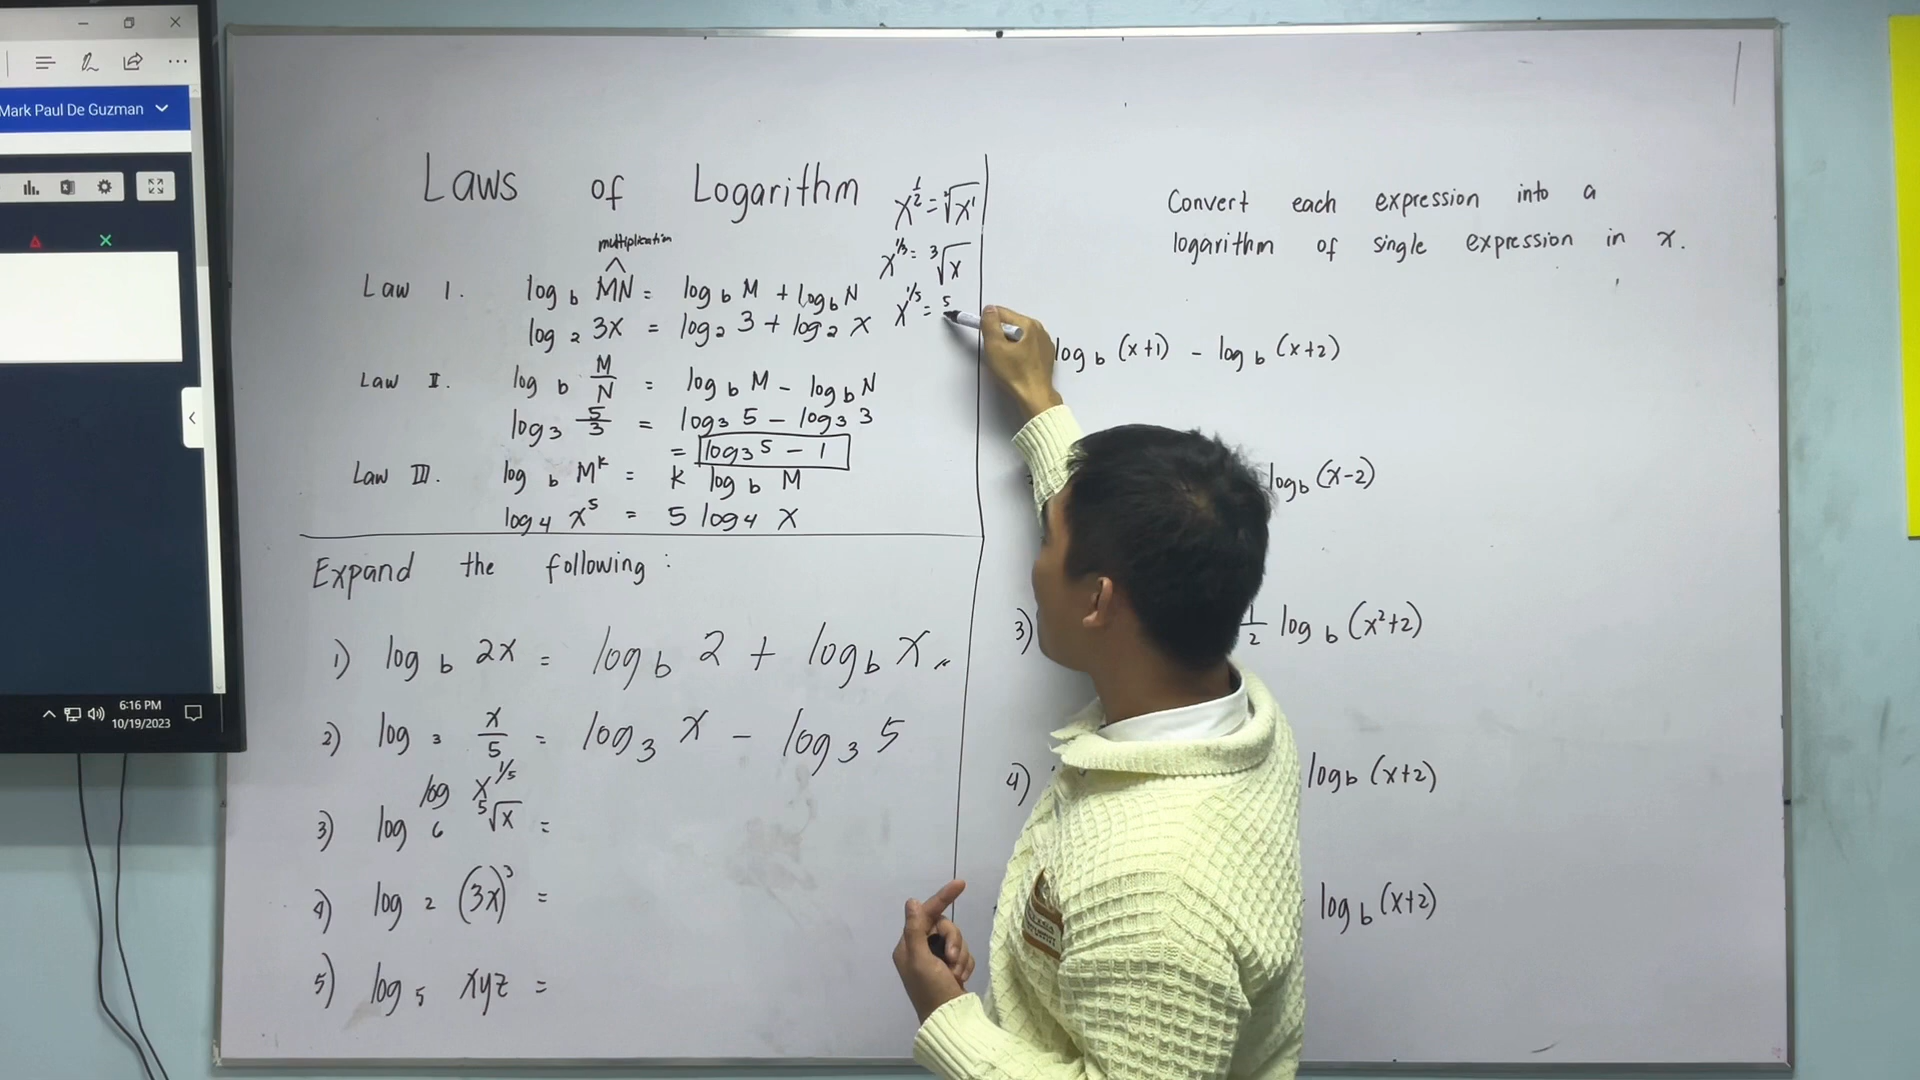 Mark Paul De Guzman
6:16 PM
10/19/2023
Laws of Logarithm
x^1/2 = ²√x¹
x^1/3 = ³√x
x^1/5 = 5
multiplication
Law I. log b MN = log b M + log b N
log 2 3x = log 2 3 + log 2 x
Law II. log b M/N = log b M - log b N
log 3 5/3 = log 3 5 - log 3 3
= log 3 5 - 1
Law III. log b M^k = k log b M
log 4 x⁵ = 5 log 4 x
Expand the following:
1) log b 2x = log b 2 + log b x
2) log 3 x/5 = log 3 x - log 3 5
log x^1/5
3) log 6 ⁵√x =
4) log 2 (3x)³ =
5) log 5 xyz =
Convert each expression into a
logarithm of single expression in x.
log b (x+1) - log b (x+2)
log b (x-2)
3) 1/2 log b (x²+2)
4) log b (x+2)
log b (x+2)